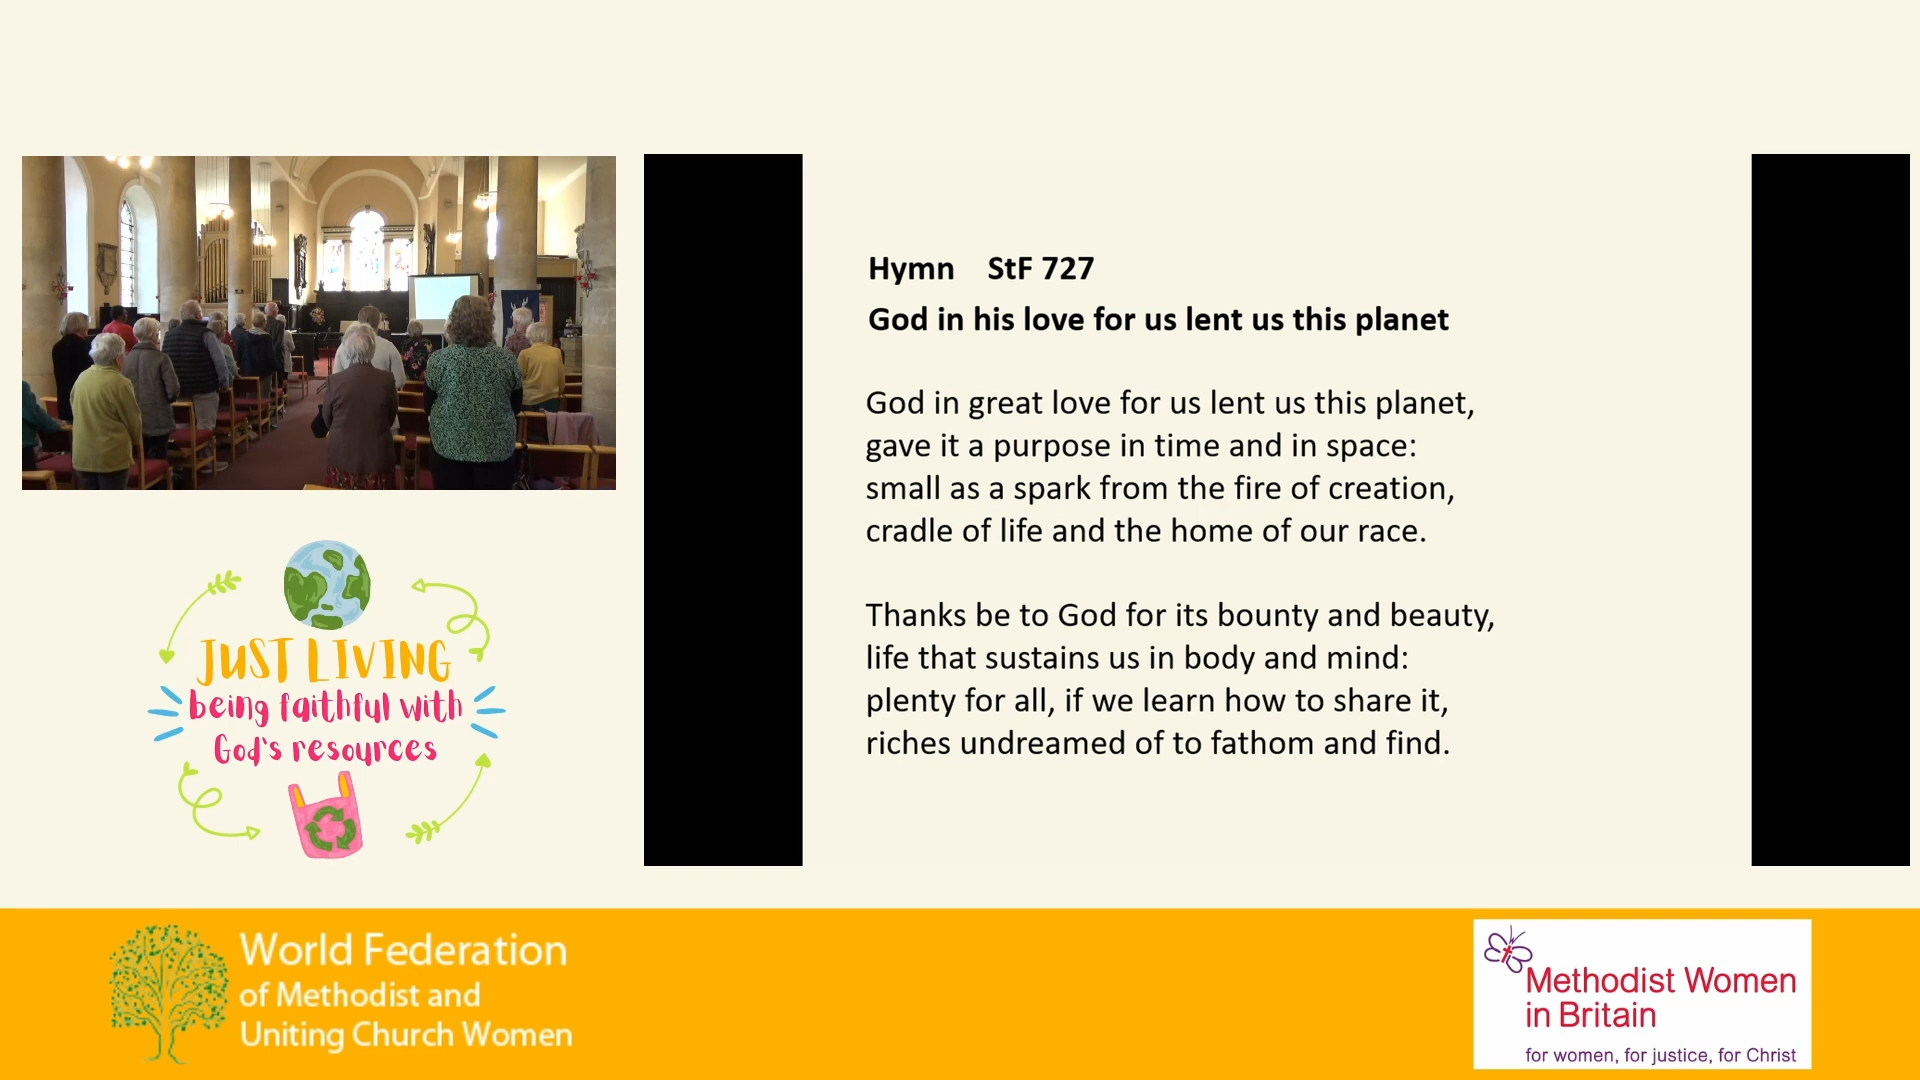 Hymn StF 727
God in his love for us lent us this planet
God in great love for us lent us this planet,
gave it a purpose in time and in space:
small as a spark from the fire of creation,
cradle of life and the home of our race.
Thanks be to God for its bounty and beauty,
life that sustains us in body and mind:
plenty for all, if we learn how to share it,
riches undreamed of to fathom and find.
JUST LIVING
being faithful with
God's resources
World Federation
of Methodist and
Uniting Church Women
Methodist Women
in Britain
for women, for justice, for Christ